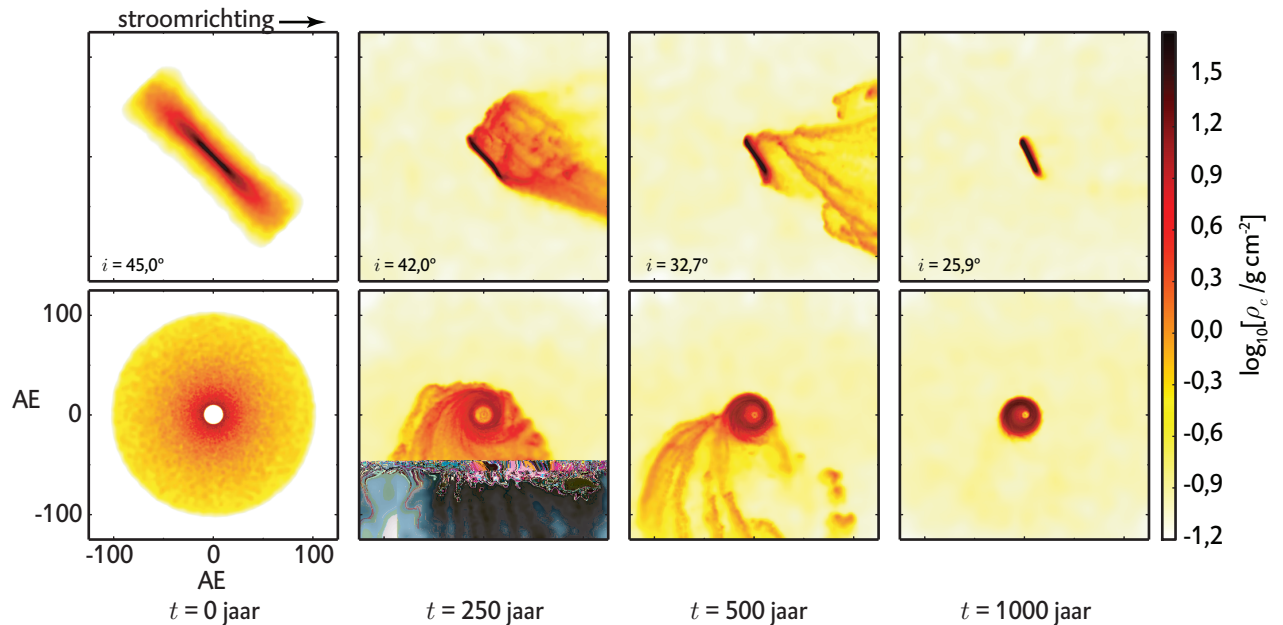 stroomrichting
i = 45,0°
i = 42,0°
i = 32,7°
i = 25,9°
1,5
1,2
0,9
0,6
0,3
0,0
-0,3
-0,6
-0,9
-1,2
log₁₀[ρ_c /g cm⁻²]
100
0
-100
AE
-100 0 100
AE
t = 0 jaar
t = 250 jaar
t = 500 jaar
t = 1000 jaar